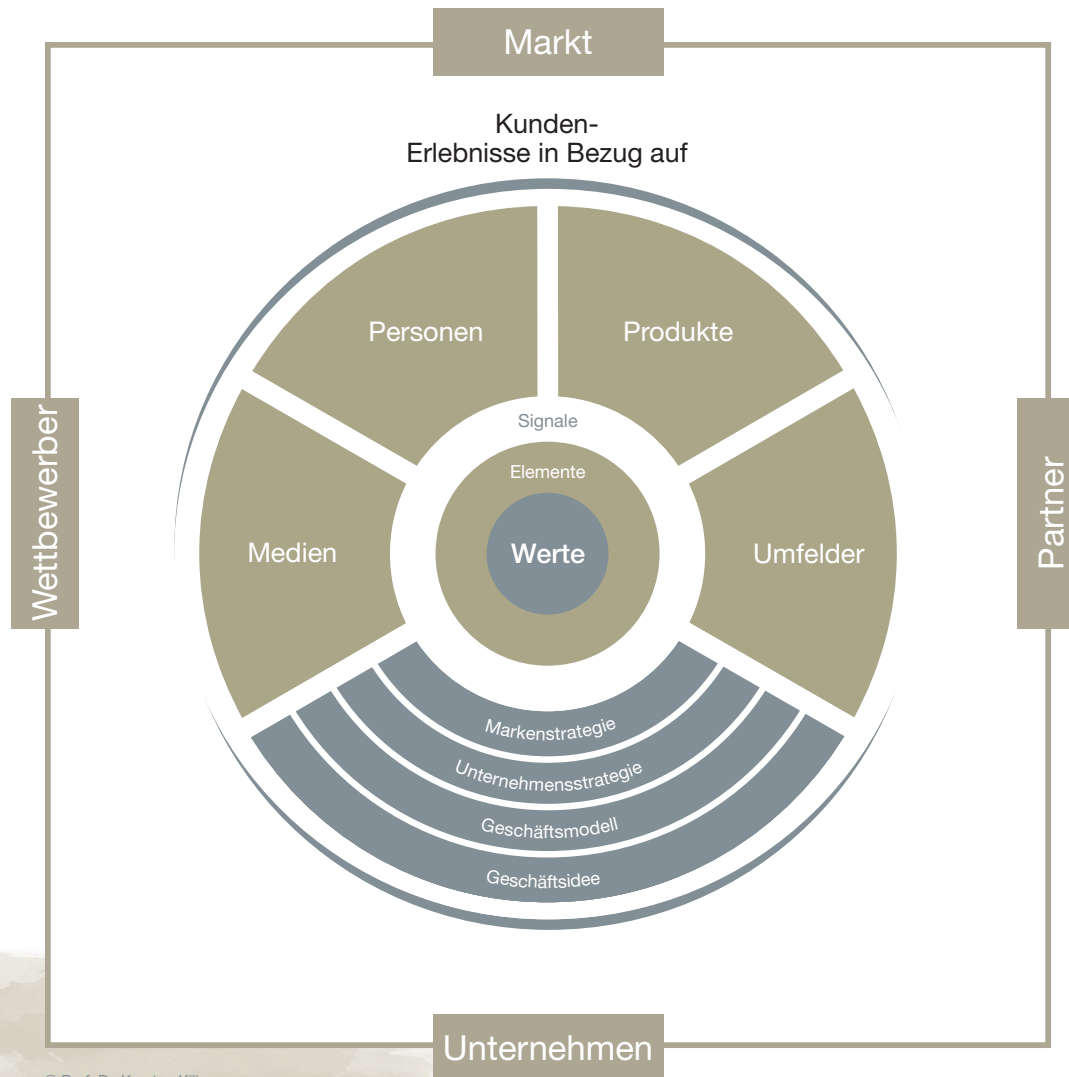 Markt
Kunden-
Erlebnisse in Bezug auf
Personen
Produkte
Signale
Elemente
Wettbewerber
Medien
Werte
Umfelder
Partner
Markenstrategie
Unternehmensstrategie
Geschäftsmodell
Geschäftsidee
Unternehmen